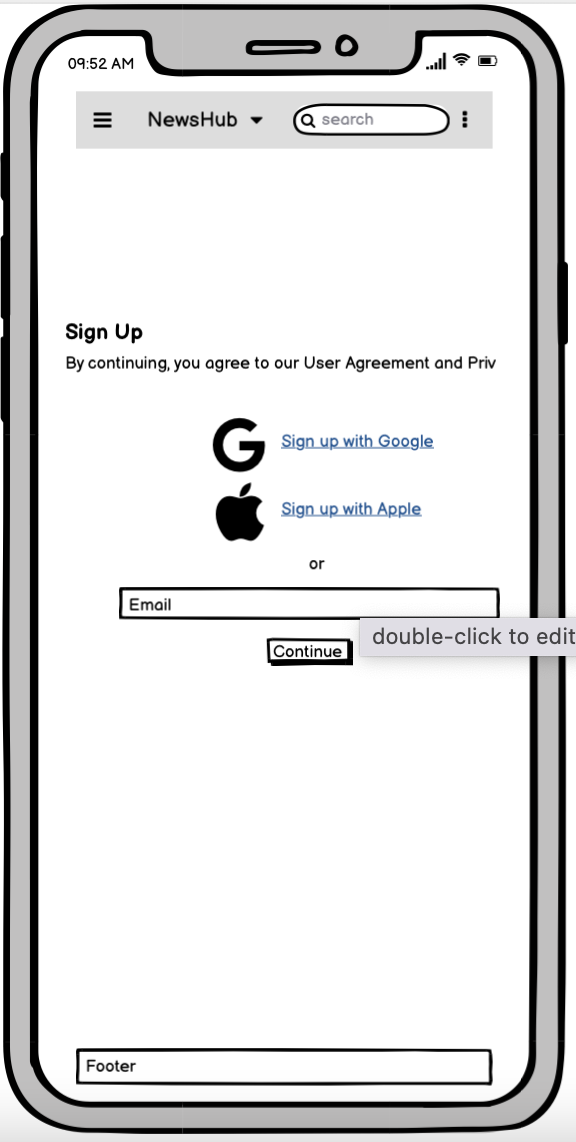 09:52 AM
NewsHub
search
Sign Up
By continuing, you agree to our User Agreement and Priv
Sign up with Google
Sign up with Apple
or
Email
double-click to edit
Continue
Footer